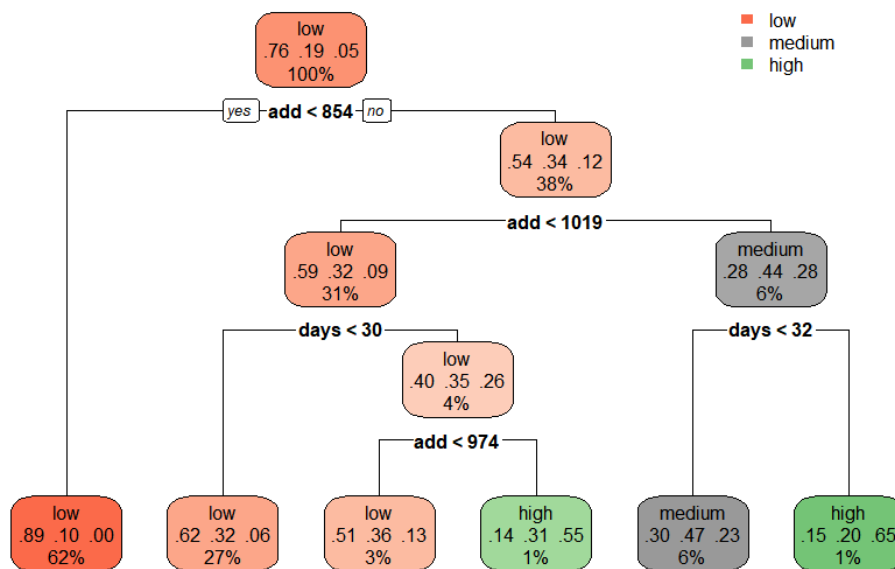 low
.76 .19 .05
100%
low
medium
high
yes add < 854 no
low
.54 .34 .12
38%
add < 1019
low
.59 .32 .09
31%
medium
.28 .44 .28
6%
days < 30
days < 32
low
.40 .35 .26
4%
add < 974
low
.89 .10 .00
62%
low
.62 .32 .06
27%
low
.51 .36 .13
3%
high
.14 .31 .55
1%
medium
.30 .47 .23
6%
high
.15 .20 .65
1%